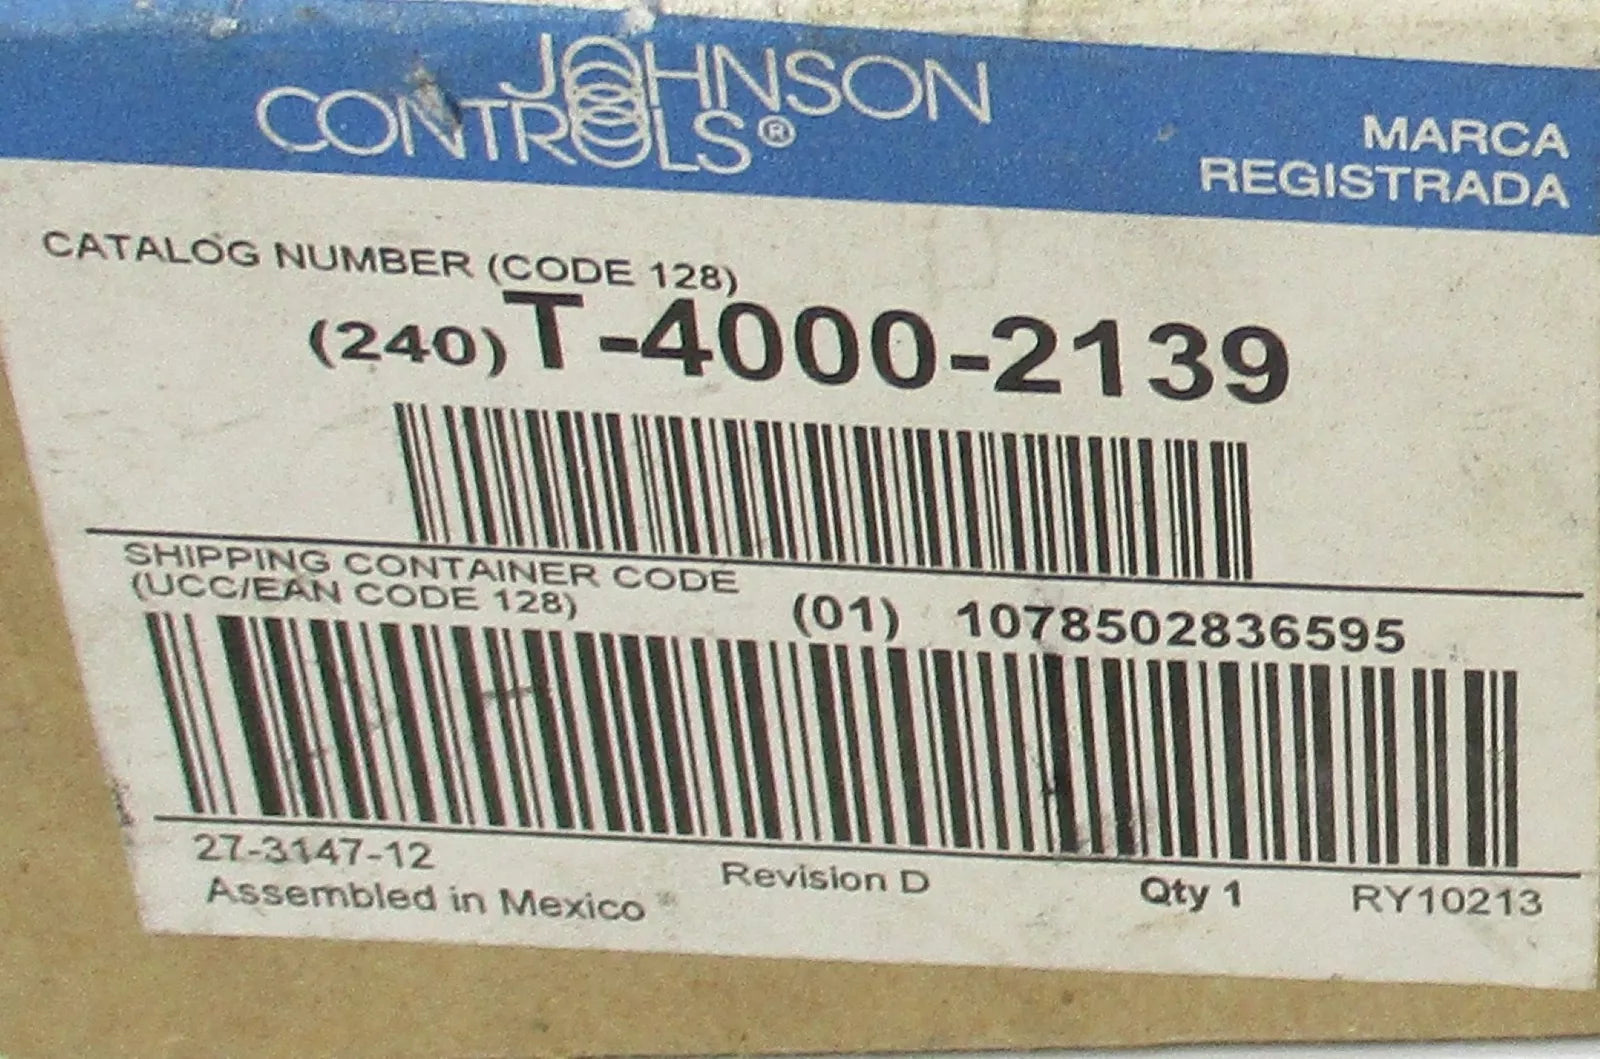 JOHNSON
CONTROLS®
MARCA
REGISTRADA
CATALOG NUMBER (CODE 128)
(240) T-4000-2139
SHIPPING CONTAINER CODE
(UCC/EAN CODE 128)
(01) 1078502836595
27-3147-12
Assembled in Mexico
Revision D
Qty 1
RY10213